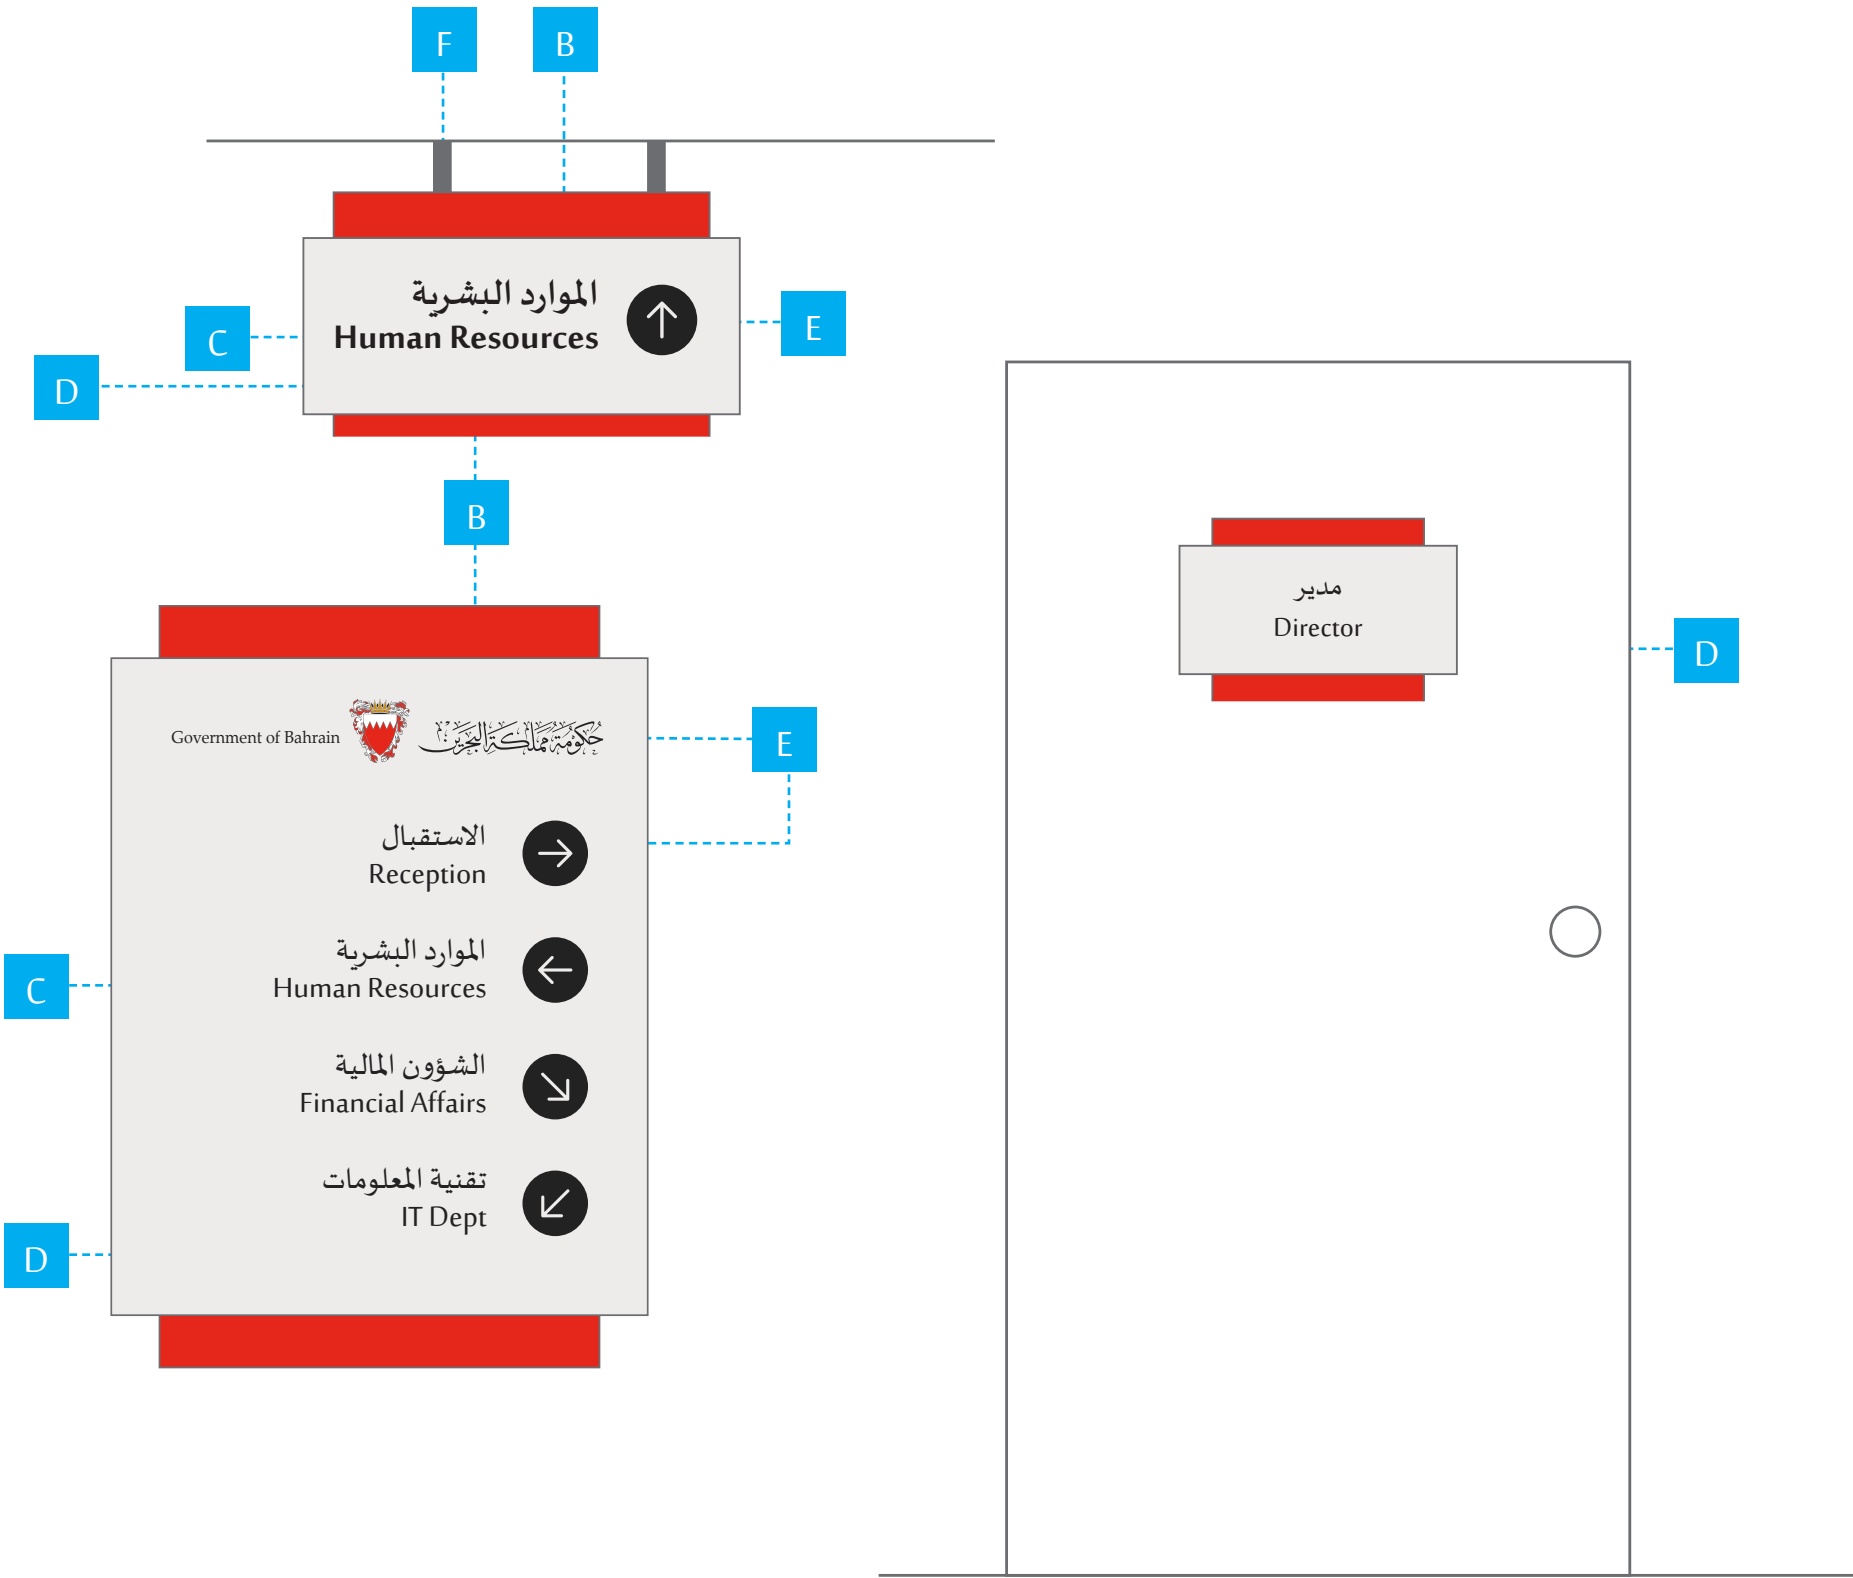 F
B
الموارد البشرية
Human Resources
C
E
D
B
مدير
Director
D
Government of Bahrain
حكومة مملكة البحرين
E
الاستقبال
Reception
الموارد البشرية
Human Resources
C
الشؤون المالية
Financial Affairs
تقنية المعلومات
IT Dept
D